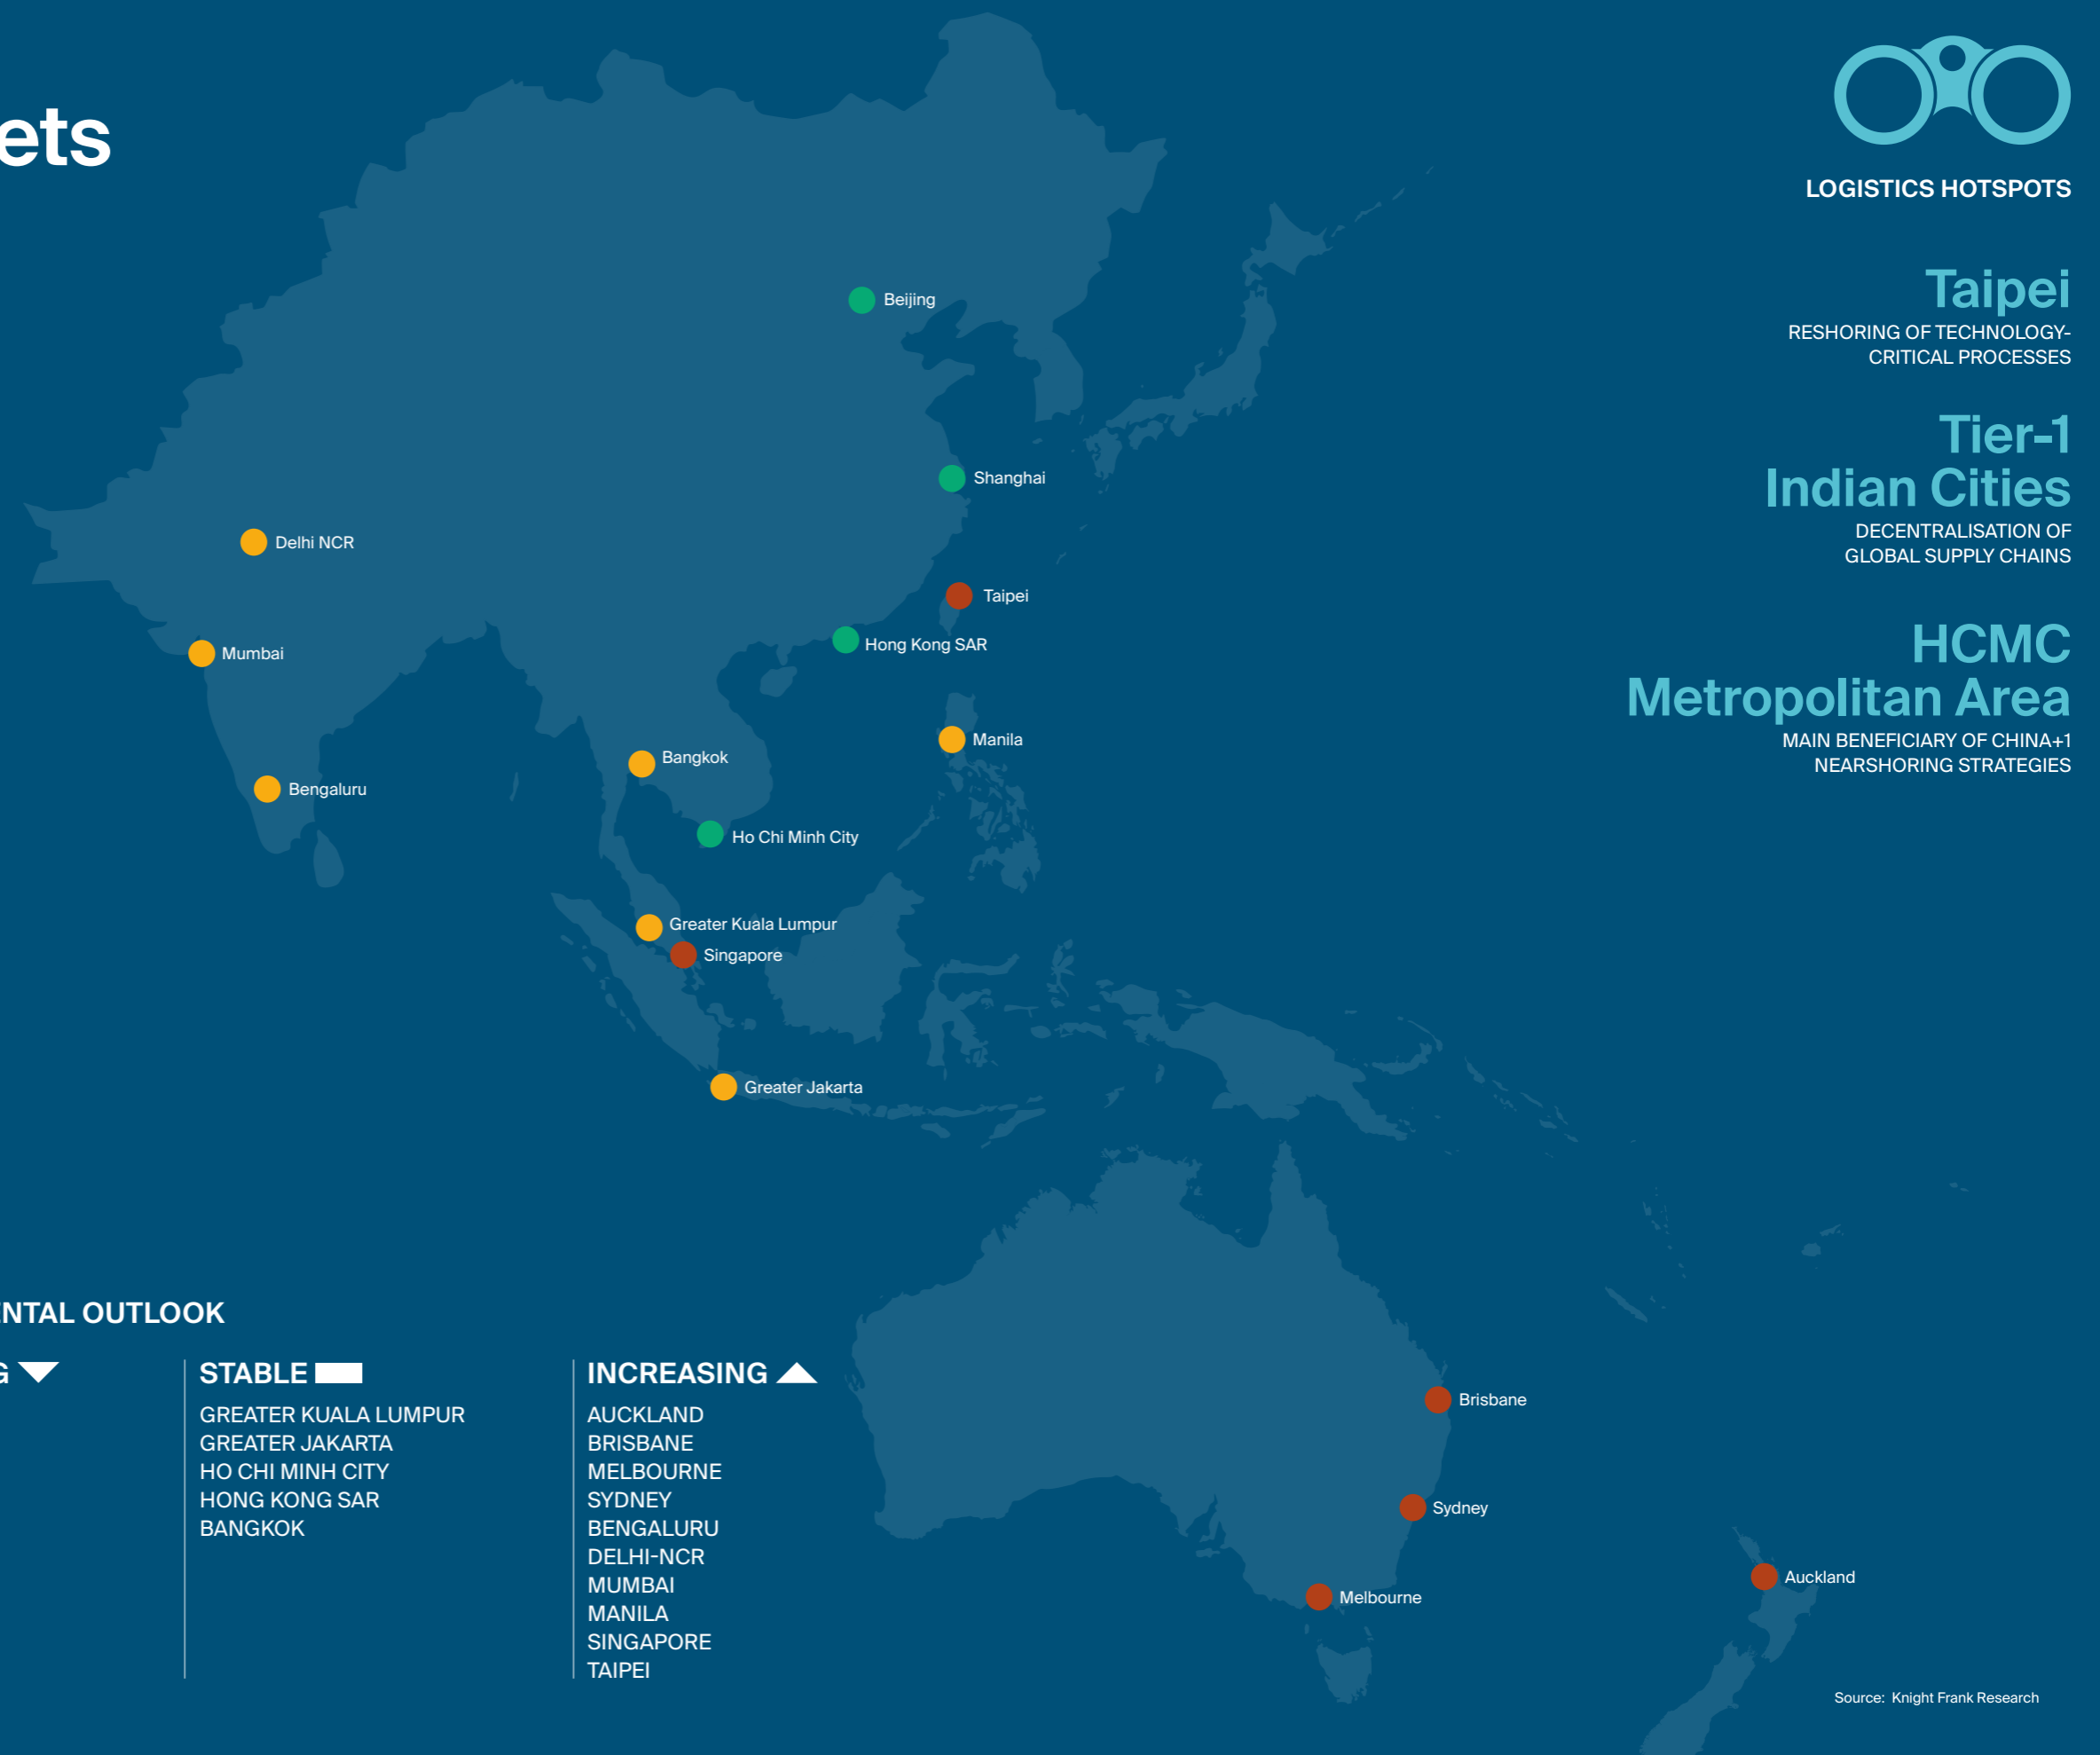 ets
LOGISTICS HOTSPOTS
Taipei
RESHORING OF TECHNOLOGY-
CRITICAL PROCESSES
Tier-1
Indian Cities
DECENTRALISATION OF
GLOBAL SUPPLY CHAINS
HCMC
Metropolitan Area
MAIN BENEFICIARY OF CHINA+1
NEARSHORING STRATEGIES
Beijing
Shanghai
Delhi NCR
Taipei
Hong Kong SAR
Mumbai
Manila
Bangkok
Bengaluru
Ho Chi Minh City
Greater Kuala Lumpur
Singapore
Greater Jakarta
Brisbane
Sydney
Auckland
Melbourne
ENTAL OUTLOOK
G
STABLE
GREATER KUALA LUMPUR
GREATER JAKARTA
HO CHI MINH CITY
HONG KONG SAR
BANGKOK
INCREASING
AUCKLAND
BRISBANE
MELBOURNE
SYDNEY
BENGALURU
DELHI-NCR
MUMBAI
MANILA
SINGAPORE
TAIPEI
Source: Knight Frank Research